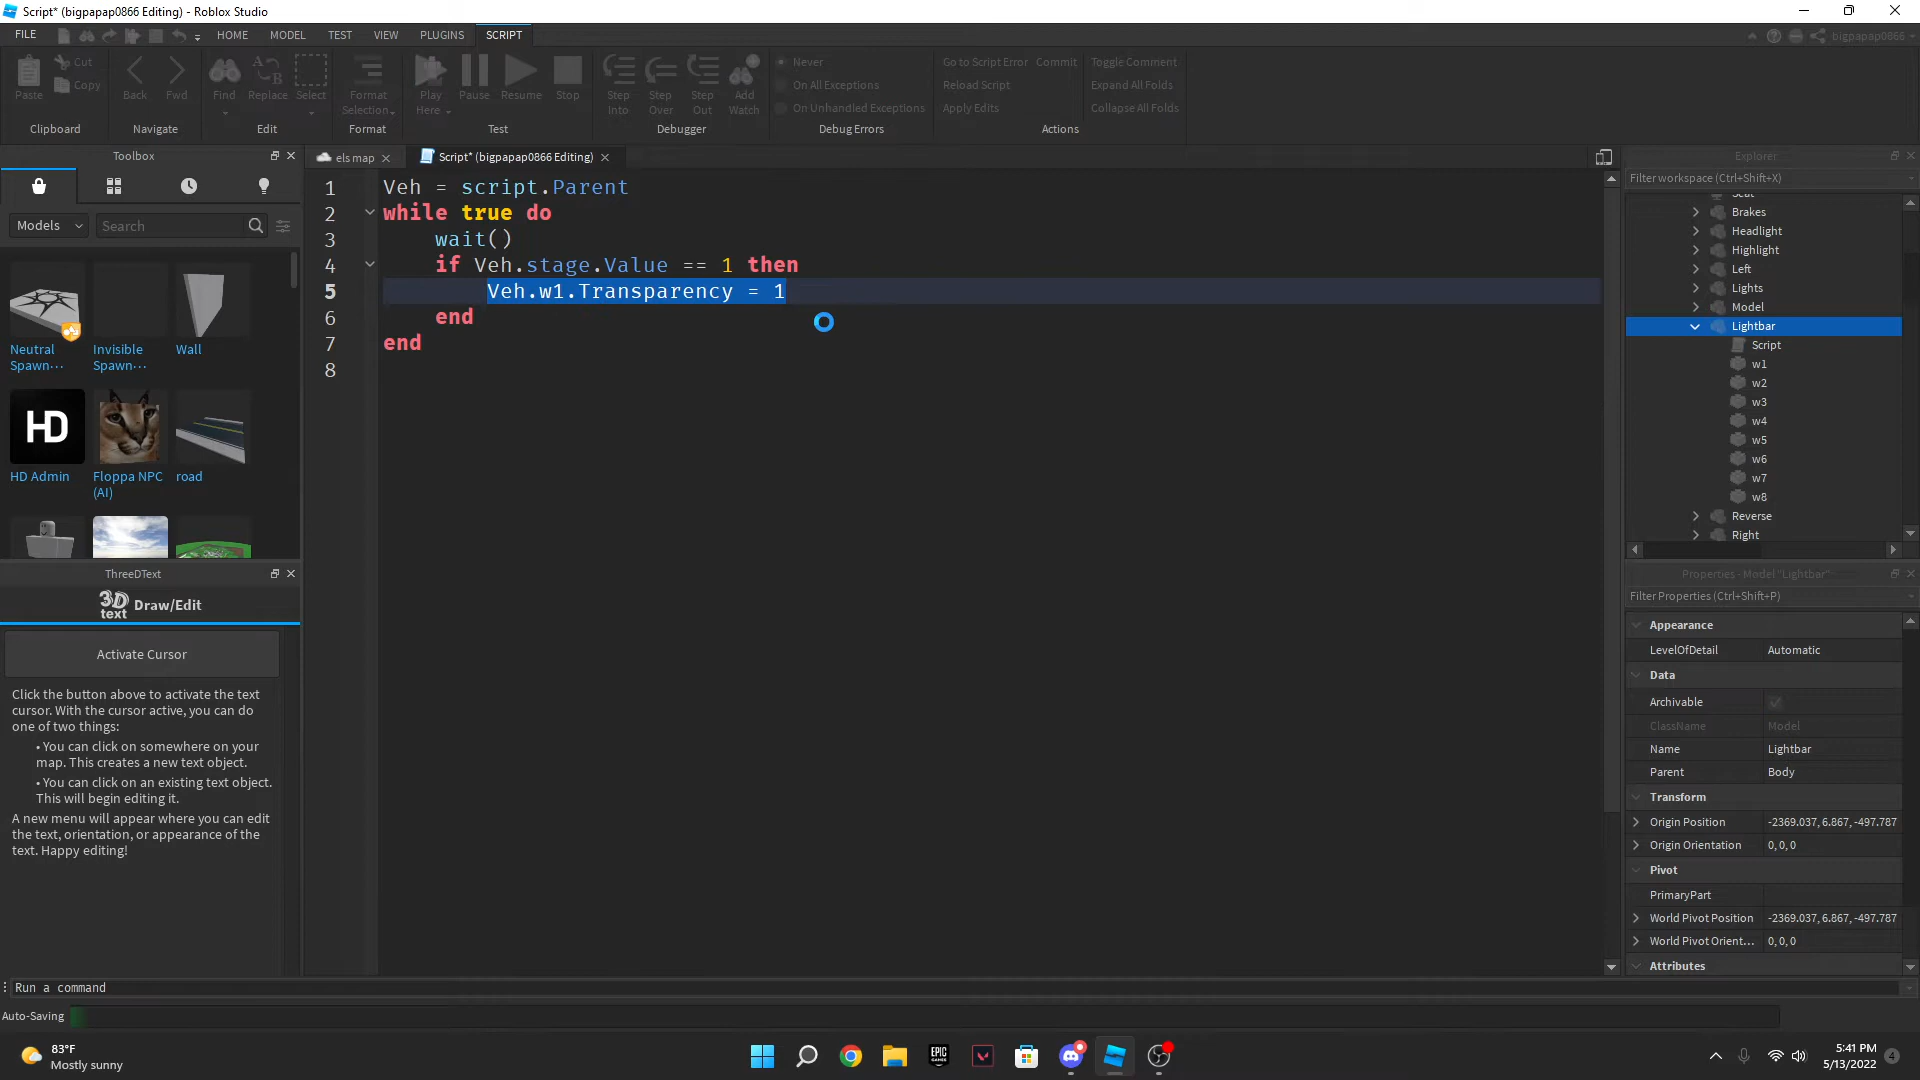 Script* (bigpapap0866 Editing) - Roblox Studio
FILE HOME MODEL TEST VIEW PLUGINS SCRIPT bigpapap0866
Paste Cut Copy Back Fwd Find Replace Select Format Selection Play Here Pause Resume Stop Step Into Step Over Step Out Add Watch
Never Go to Script Error Commit Toggle Comment
On All Exceptions Reload Script Expand All Folds
On Unhandled Exceptions Apply Edits Collapse All Folds
Clipboard Navigate Edit Format Test Debugger Debug Errors Actions
Toolbox
Models Search
Neutral Spawn...
Invisible Spawn...
Wall
HD
HD Admin
Floppa NPC (AI)
road
ThreeDText
3D text Draw/Edit
Activate Cursor
Click the button above to activate the text
cursor. With the cursor active, you can do
one of two things:
• You can click on somewhere on your
map. This creates a new text object.
• You can click on an existing text object.
This will begin editing it.
A new menu will appear where you can edit
the text, orientation, or appearance of the
text. Happy editing!
els map Script* (bigpapap0866 Editing)
1 Veh = script.Parent
2 while true do
3 wait()
4 if Veh.stage.Value == 1 then
5 Veh.w1.Transparency = 1
6 end
7 end
8
Explorer
Filter workspace (Ctrl+Shift+X)
Seat
Brakes
Headlight
Highlight
Left
Lights
Model
Lightbar
Script
w1
w2
w3
w4
w5
w6
w7
w8
Reverse
Right
Properties - Model "Lightbar"
Filter Properties (Ctrl+Shift+P)
Appearance
LevelOfDetail Automatic
Data
Archivable
ClassName Model
Name Lightbar
Parent Body
Transform
Origin Position -2369.037, 6.867, -497.787
Origin Orientation 0, 0, 0
Pivot
PrimaryPart
World Pivot Position -2369.037, 6.867, -497.787
World Pivot Orient... 0, 0, 0
Attributes
Run a command
Auto-Saving
83°F
Mostly sunny
EPIC GAMES
5:41 PM
5/13/2022
4